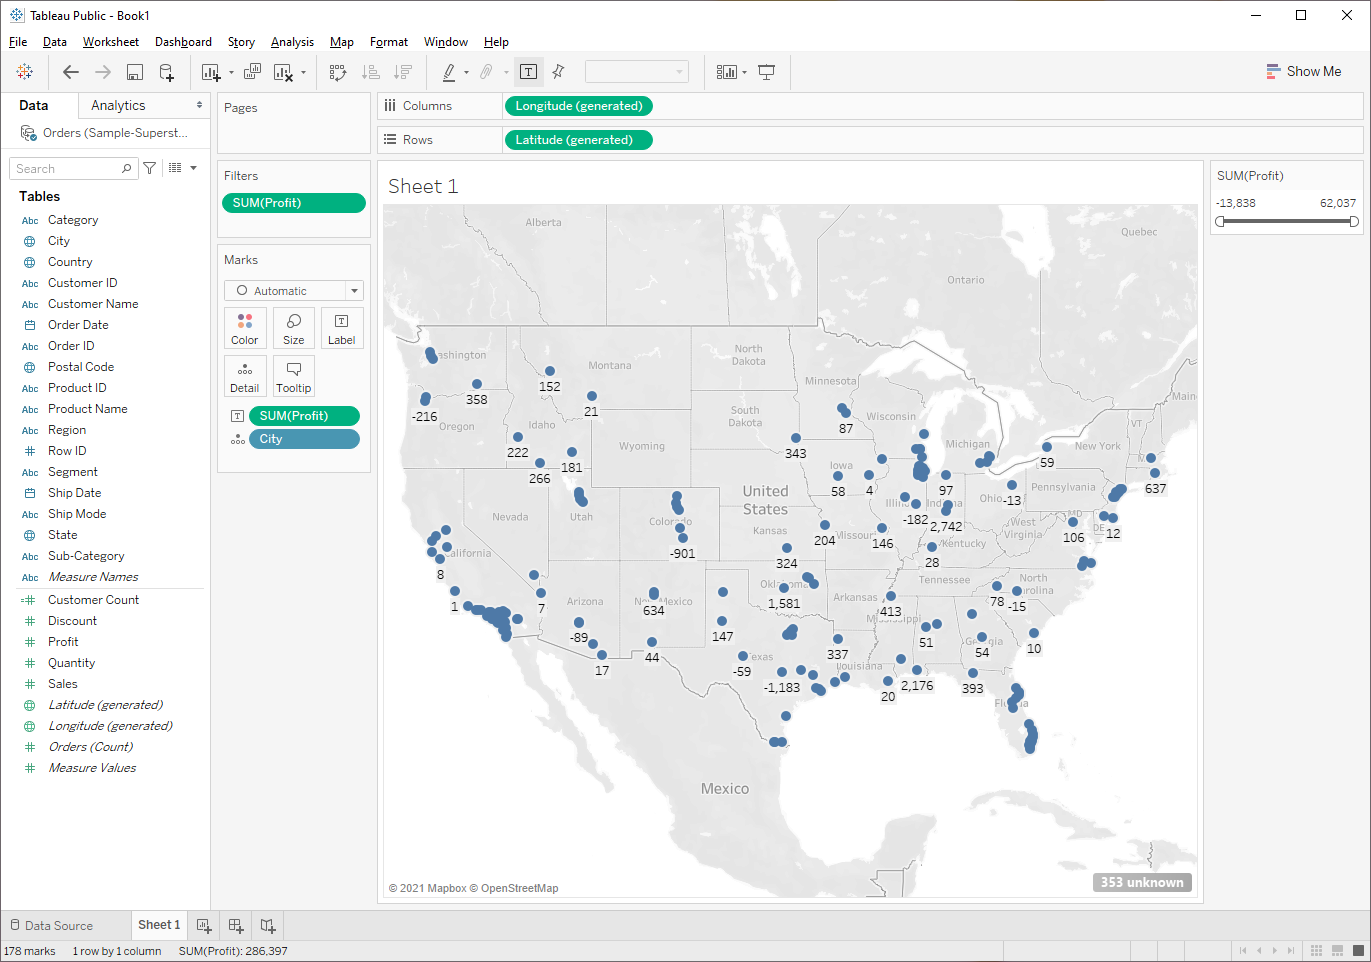 Tableau Public - Book1
File Data Worksheet Dashboard Story Analysis Map Format Window Help
Show Me
Data Analytics
Orders (Sample-Superst...
Search
Tables
Abc Category
City
Country
Abc Customer ID
Abc Customer Name
Order Date
Abc Order ID
Postal Code
Abc Product ID
Abc Product Name
Abc Region
Row ID
Abc Segment
Ship Date
Abc Ship Mode
State
Abc Sub-Category
Abc Measure Names
Customer Count
Discount
Profit
Quantity
Sales
Latitude (generated)
Longitude (generated)
Orders (Count)
Measure Values
Pages
Filters
SUM(Profit)
Marks
Automatic
Color Size Label
Detail Tooltip
SUM(Profit)
City
Columns Longitude (generated)
Rows Latitude (generated)
Sheet 1
Alberta
Quebec
Ontario
ashington
Montana
North
Dakota
Minnesota
Main
152
358
21
-216
Oregon
Idaho
South
Dakota
87
Wisconsin
Michigan
VT
New York
Wyoming
222
266
181
343
Iowa
58
4
97
59
637
United
States
Nevada
Utah
Colorado
-901
Kansas
204
Missour
146
Illin
-182
Indiana
2,742
Ohio
-13
Pennsylvania
MD
DE
12
106
West
Virginia
Kentucky
28
alifornia
8
324
Tennessee
North
rolina
1
7
Arizona
New Mexico
634
Oklahoma
1,581
Arkansas
413
78
-15
-89
17
44
147
exas
-59
337
Mississippi
51
Georgia
54
10
ouisiana
-1,183
20
2,176
393
Florida
Mexico
© 2021 Mapbox © OpenStreetMap
353 unknown
SUM(Profit)
-13,838 62,037
Data Source Sheet 1
178 marks 1 row by 1 column SUM(Profit): 286,397